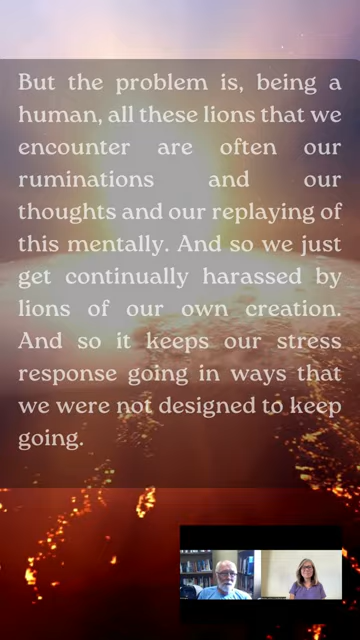 But the problem is, being a
human, all these lions that we
encounter are often our
ruminations and our
thoughts and our replaying of
this mentally. And so we just
get continually harassed by
lions of our own creation.
And so it keeps our stress
response going in ways that
we were not designed to keep
going.